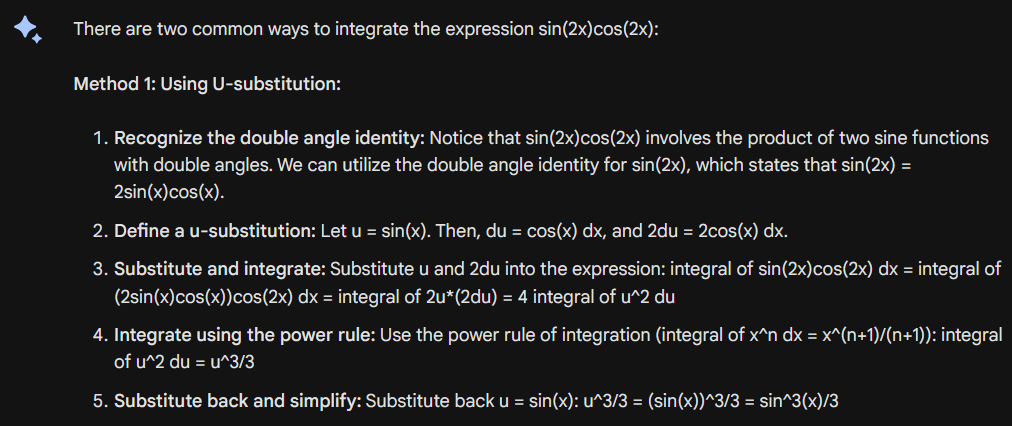 There are two common ways to integrate the expression sin(2x)cos(2x):
Method 1: Using U-substitution:
1. Recognize the double angle identity: Notice that sin(2x)cos(2x) involves the product of two sine functions
with double angles. We can utilize the double angle identity for sin(2x), which states that sin(2x) =
2sin(x)cos(x).
2. Define a u-substitution: Let u = sin(x). Then, du = cos(x) dx, and 2du = 2cos(x) dx.
3. Substitute and integrate: Substitute u and 2du into the expression: integral of sin(2x)cos(2x) dx = integral of
(2sin(x)cos(x))cos(2x) dx = integral of 2u*(2du) = 4 integral of u^2 du
4. Integrate using the power rule: Use the power rule of integration (integral of x^n dx = x^(n+1)/(n+1)): integral
of u^2 du = u^3/3
5. Substitute back and simplify: Substitute back u = sin(x): u^3/3 = (sin(x))^3/3 = sin^3(x)/3